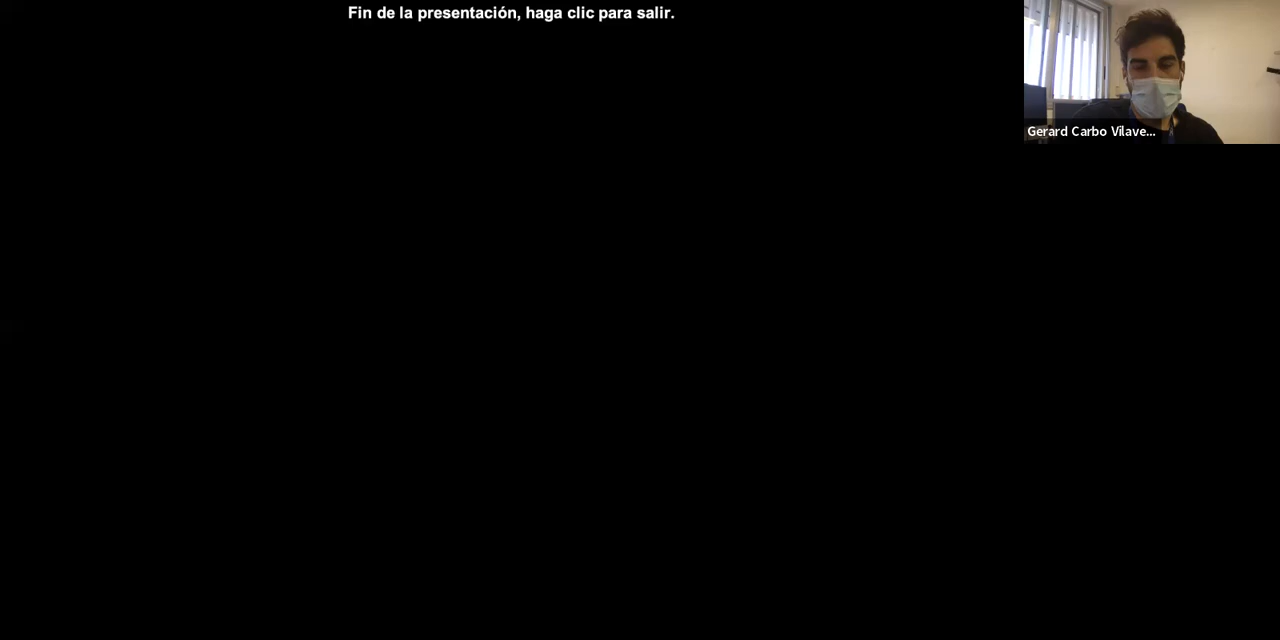 Fin de la presentación, haga clic para salir.
Gerard Carbo Vilave...